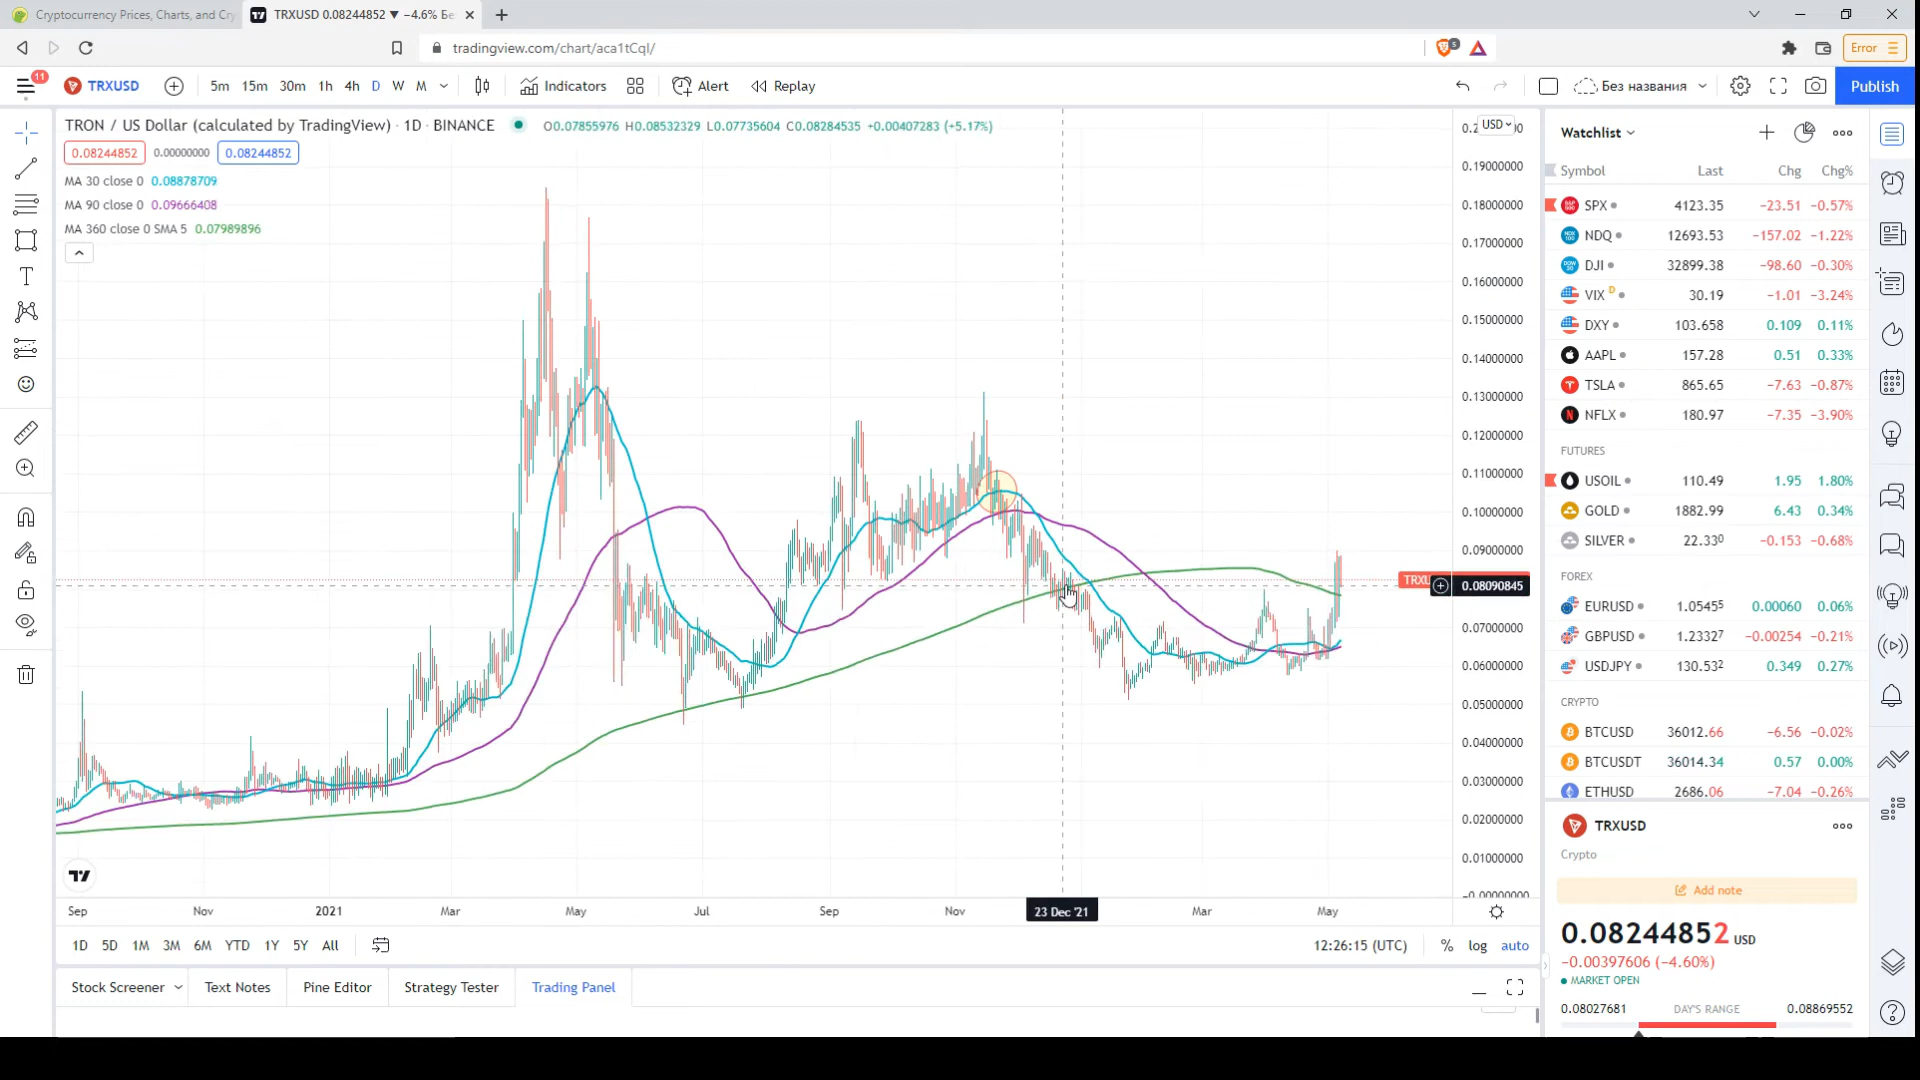 Cryptocurrency Prices, Charts, and Cry
TRXUSD 0.08244852 ▼ −4.6% Бе
tradingview.com/chart/aca1tCqI/
5
Error
11
TRXUSD
5m 15m 30m 1h 4h D W M
Indicators
Alert
Replay
Без названия
Publish
TRON / US Dollar (calculated by TradingView) · 1D · BINANCE
O0.07855976 H0.08532329 L0.07735604 C0.08284535 +0.00407283 (+5.17%)
0.08244852 0.00000000 0.08244852
MA 30 close 0 0.08878709
MA 90 close 0 0.09666408
MA 360 close 0 SMA 5 0.07989896
USD
0.19000000
0.18000000
0.17000000
0.16000000
0.15000000
0.14000000
0.13000000
0.12000000
0.11000000
0.10000000
0.09000000
TRXU
0.08090845
0.07000000
0.06000000
0.05000000
0.04000000
0.03000000
0.02000000
0.01000000
−0.00000000
Sep Nov 2021 Mar May Jul Sep Nov 23 Dec '21 Mar May
1D 5D 1M 3M 6M YTD 1Y 5Y All
12:26:15 (UTC) % log auto
Stock Screener Text Notes Pine Editor Strategy Tester Trading Panel
Watchlist
Symbol Last Chg Chg%
SPX 4123.35 −23.51 −0.57%
NDQ 12693.53 −157.02 −1.22%
DJI 32899.38 −98.60 −0.30%
VIX D 30.19 −1.01 −3.24%
DXY 103.658 0.109 0.11%
AAPL 157.28 0.51 0.33%
TSLA 865.65 −7.63 −0.87%
NFLX 180.97 −7.35 −3.90%
FUTURES
USOIL 110.49 1.95 1.80%
GOLD 1882.99 6.43 0.34%
SILVER 22.330 −0.153 −0.68%
FOREX
EURUSD 1.05455 0.00060 0.06%
GBPUSD 1.23327 −0.00254 −0.21%
USDJPY 130.532 0.349 0.27%
CRYPTO
BTCUSD 36012.66 −6.56 −0.02%
BTCUSDT 36014.34 0.57 0.00%
ETHUSD 2686.06 −7.04 −0.26%
TRXUSD
Crypto
Add note
0.08244852 USD
−0.00397606 (−4.60%)
MARKET OPEN
0.08027681 DAY'S RANGE 0.08869552